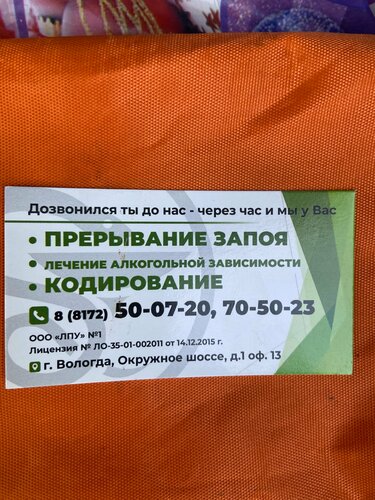 Дозвонился ты до нас - через час и мы у Вас
• ПРЕРЫВАНИЕ ЗАПОЯ
• ЛЕЧЕНИЕ АЛКОГОЛЬНОЙ ЗАВИСИМОСТИ
• КОДИРОВАНИЕ
8 (8172) 50-07-20, 70-50-23
ООО «ЛПУ» №1
Лицензия № ЛО-35-01-002011 от 14.12.2015 г.
г. Вологда, Окружное шоссе, д.1 оф. 13